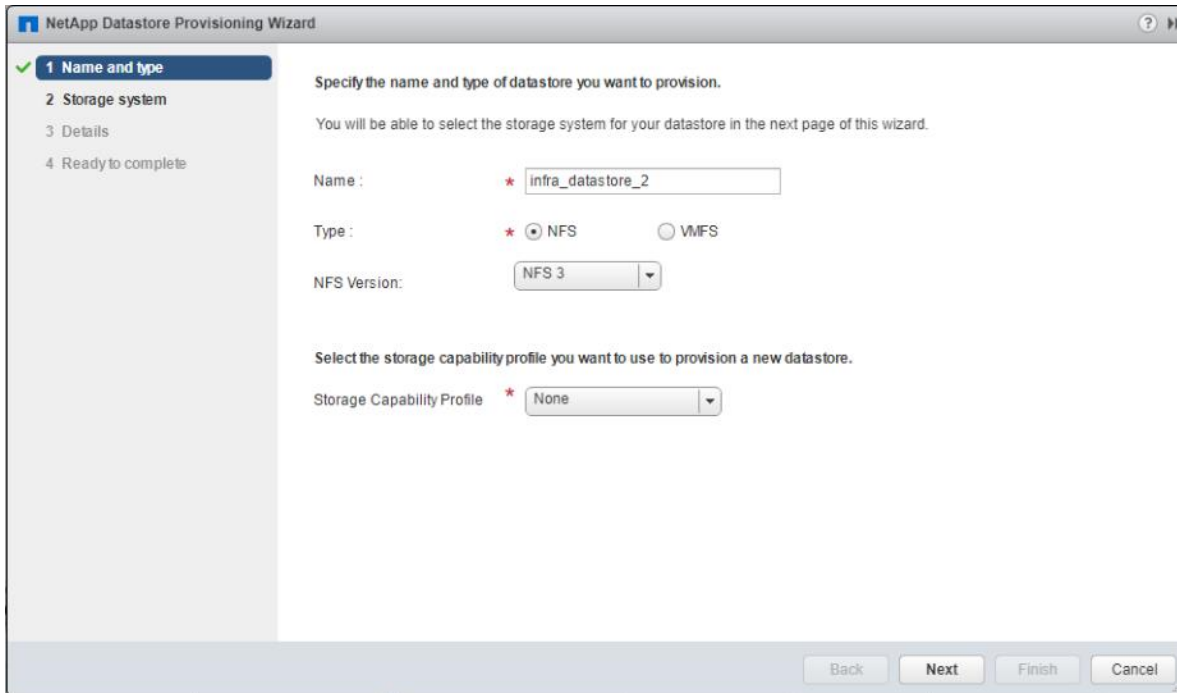 NetApp Datastore Provisioning Wizard
?
1 Name and type
2 Storage system
3 Details
4 Ready to complete
Specify the name and type of datastore you want to provision.
You will be able to select the storage system for your datastore in the next page of this wizard.
Name : * infra_datastore_2
Type : * NFS VMFS
NFS Version: NFS 3
Select the storage capability profile you want to use to provision a new datastore.
Storage Capability Profile * None
Back Next Finish Cancel